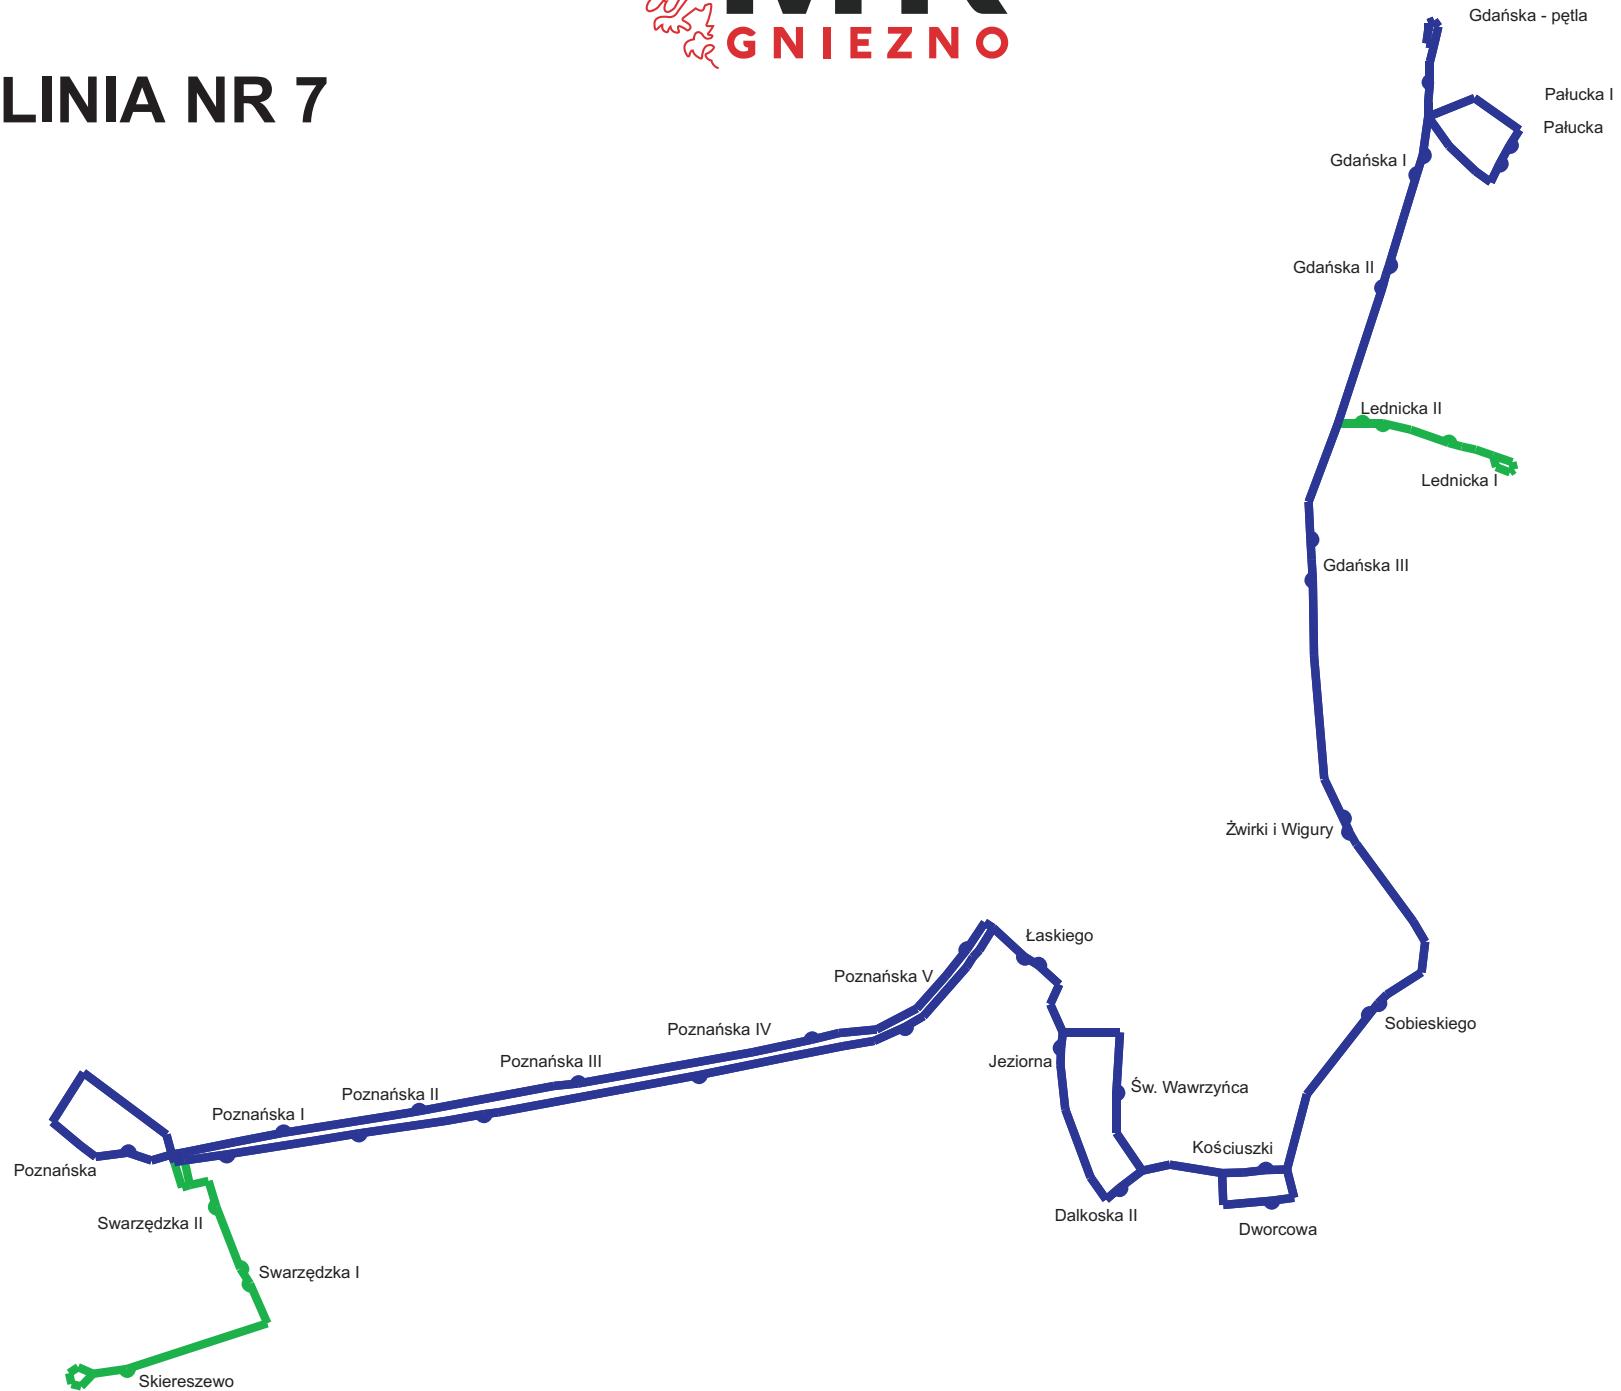 GNIEZNO
LINIA NR 7
Gdańska - pętla
Pałucka I
Pałucka
Gdańska I
Gdańska II
Lednicka II
Lednicka I
Gdańska III
Żwirki i Wigury
Łaskiego
Poznańska V
Sobieskiego
Poznańska IV
Jeziorna
Poznańska III
Św. Wawrzyńca
Poznańska II
Poznańska I
Kościuszki
Poznańska
Dalkoska II
Swarzędzka II
Dworcowa
Swarzędzka I
Skiereszewo